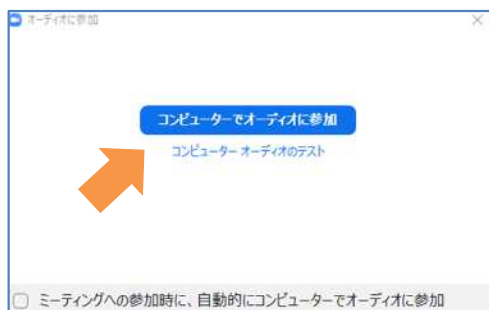 オーディオに参加
コンピューターでオーディオに参加
コンピューター オーディオのテスト
ミーティングへの参加時に、自動的にコンピューターでオーディオに参加